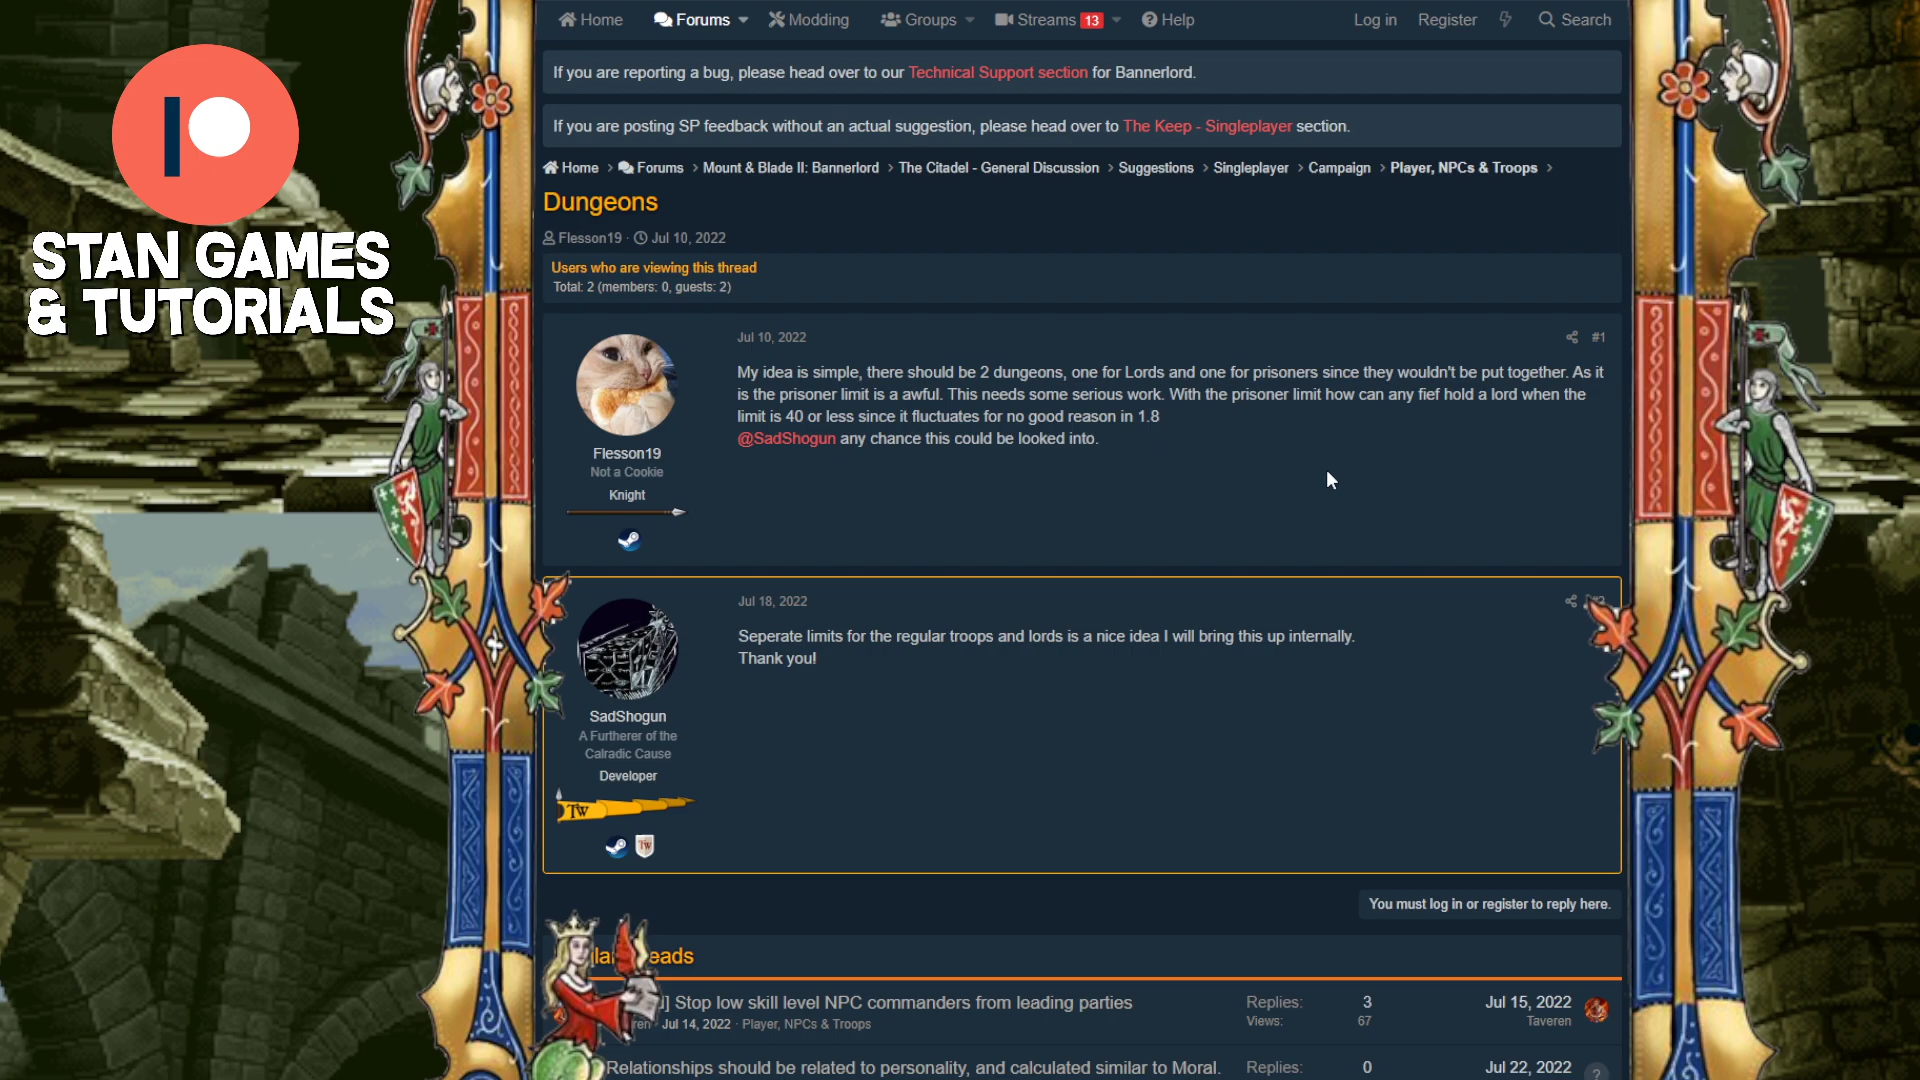 Home Forums Modding Groups Streams 13 Help Log in Register Search
STAN GAMES
& TUTORIALS
If you are reporting a bug, please head over to our Technical Support section for Bannerlord.
If you are posting SP feedback without an actual suggestion, please head over to The Keep - Singleplayer section.
Home > Forums > Mount & Blade II: Bannerlord > The Citadel - General Discussion > Suggestions > Singleplayer > Campaign > Player, NPCs & Troops >
Dungeons
Flesson19 · Jul 10, 2022
Users who are viewing this thread
Total: 2 (members: 0, guests: 2)
Jul 10, 2022 #1
My idea is simple, there should be 2 dungeons, one for Lords and one for prisoners since they wouldn't be put together. As it
is the prisoner limit is a awful. This needs some serious work. With the prisoner limit how can any fief hold a lord when the
limit is 40 or less since it fluctuates for no good reason in 1.8
@SadShogun any chance this could be looked into.
Flesson19
Not a Cookie
Knight
Jul 18, 2022
Seperate limits for the regular troops and lords is a nice idea I will bring this up internally.
Thank you!
SadShogun
A Furtherer of the
Calradic Cause
Developer
TW
TW
You must log in or register to reply here.
Stop low skill level NPC commanders from leading parties
Replies: 3
Jul 15, 2022
Jul 14, 2022 · Player, NPCs & Troops
Views: 67
Taveren
Relationships should be related to personality, and calculated similar to Moral.
Replies: 0
Jul 22, 2022
?